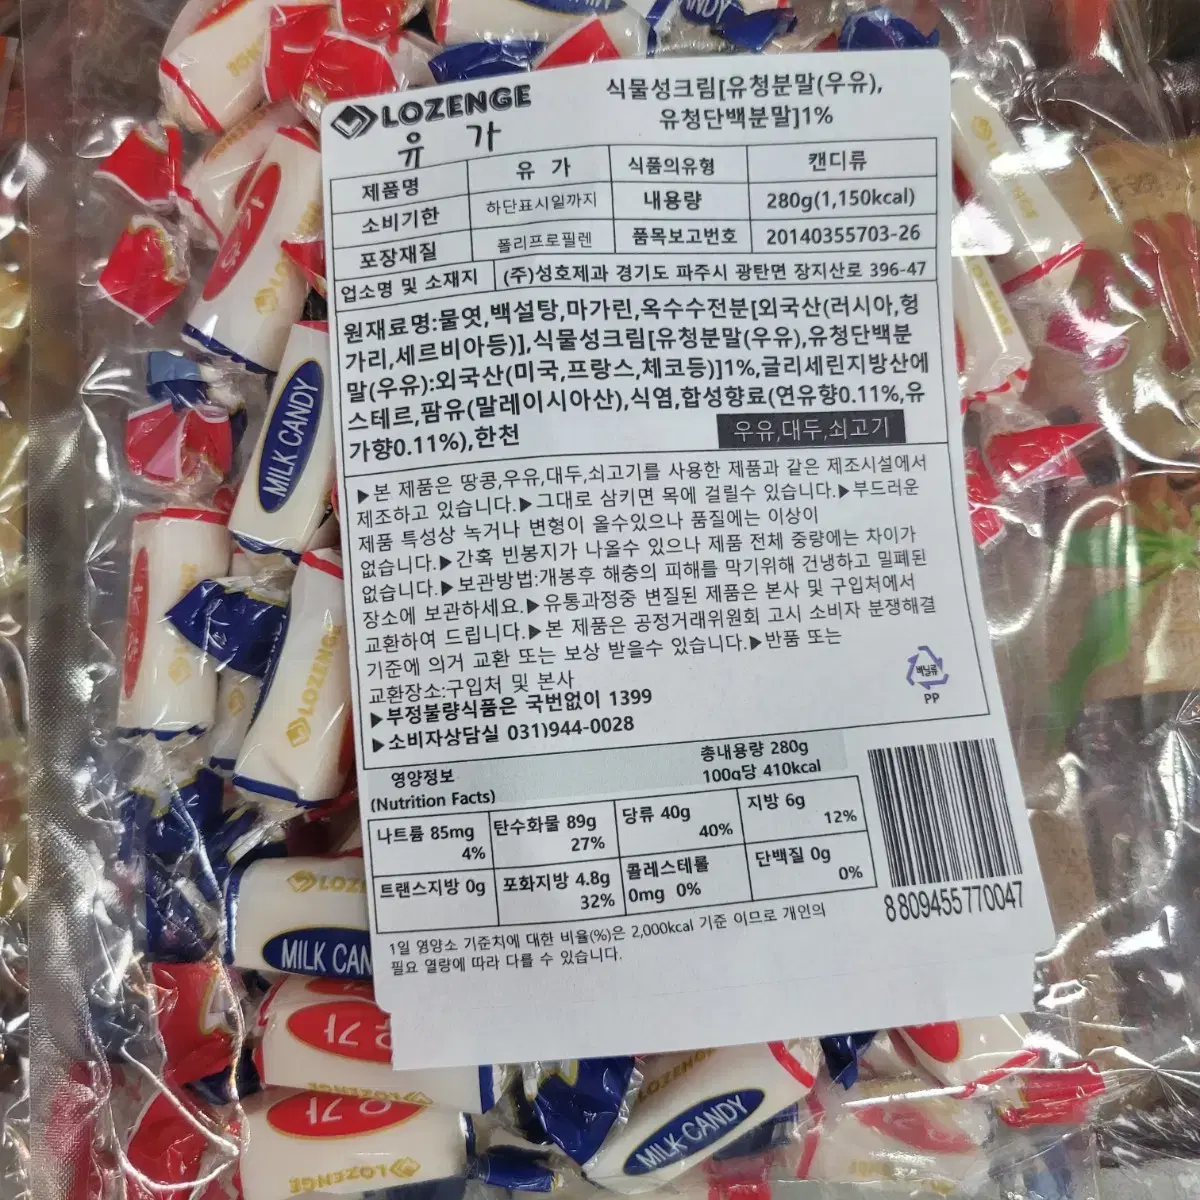 LOZENGE
유 가
식물성크림[유청분말(우유),
유청단백분말]1%
제품명 유 가 식품의유형 캔디류
소비기한 하단표시일까지 내용량 280g(1,150kcal)
포장재질 폴리프로필렌 품목보고번호 20140355703-26
업소명 및 소재지 (주)성호제과 경기도 파주시 광탄면 장지산로 396-47
원재료명:물엿,백설탕,마가린,옥수수전분[외국산(러시아,헝
가리,세르비아등)],식물성크림[유청분말(우유),유청단백분
말(우유):외국산(미국,프랑스,체코등)]1%,글리세린지방산에
스테르,팜유(말레이시아산),식염,합성향료(연유향0.11%,유
가향0.11%),한천
우유,대두,쇠고기
▶본 제품은 땅콩,우유,대두,쇠고기를 사용한 제품과 같은 제조시설에서
제조하고 있습니다.▶그대로 삼키면 목에 걸릴수 있습니다.▶부드러운
제품 특성상 녹거나 변형이 올수있으나 품질에는 이상이
없습니다.▶간혹 빈봉지가 나올수 있으나 제품 전체 중량에는 차이가
없습니다.▶보관방법:개봉후 해충의 피해를 막기위해 건냉하고 밀폐된
장소에 보관하세요.▶유통과정중 변질된 제품은 본사 및 구입처에서
교환하여 드립니다.▶본 제품은 공정거래위원회 고시 소비자 분쟁해결
기준에 의거 교환 또는 보상 받을수 있습니다.▶반품 또는
교환장소:구입처 및 본사
▶부정불량식품은 국번없이 1399
▶소비자상담실 031)944-0028
비닐류
PP
영양정보
(Nutrition Facts)
총내용량 280g
100g당 410kcal
나트륨 85mg 4% 탄수화물 89g 27% 당류 40g 40% 지방 6g 12%
트랜스지방 0g 포화지방 4.8g 32% 콜레스테롤 0mg 0% 단백질 0g 0%
1일 영양소 기준치에 대한 비율(%)은 2,000kcal 기준 이므로 개인의
필요 열량에 따라 다를 수 있습니다.
8809455770047
MILK CANDY
LOZENGE
MILK CAN
유가
유가
LOZENGE
MILK CANDY